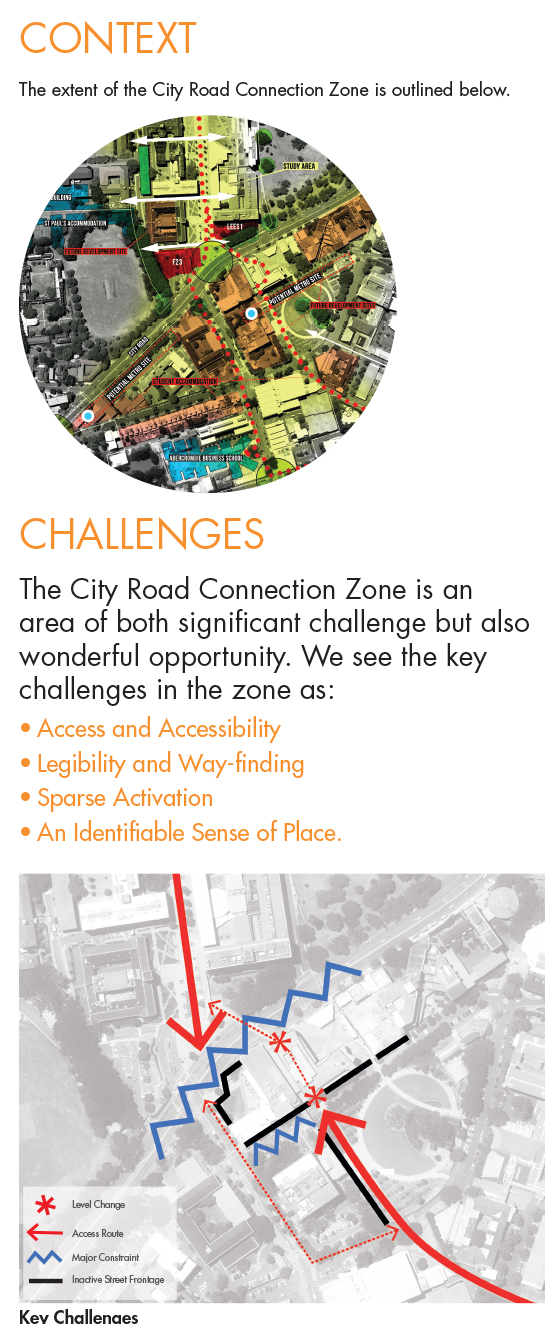 CONTEXT
The extent of the City Road Connection Zone is outlined below.
STUDY AREA
BUILDING
ST PAUL'S ACCOMMODATION
LEES1
FUTURE DEVELOPMENT SITE
F23
POTENTIAL METRO SITE
FUTURE DEVELOPMENT SITES
CITY ROAD
POTENTIAL METRO SITE
STUDENT ACCOMMODATION
ABERCROMBIE BUSINESS SCHOOL
CHALLENGES
The City Road Connection Zone is an
area of both significant challenge but also
wonderful opportunity. We see the key
challenges in the zone as:
• Access and Accessibility
• Legibility and Way-finding
• Sparse Activation
• An Identifiable Sense of Place.
Level Change
Access Route
Major Constraint
Inactive Street Frontage
Key Challenges